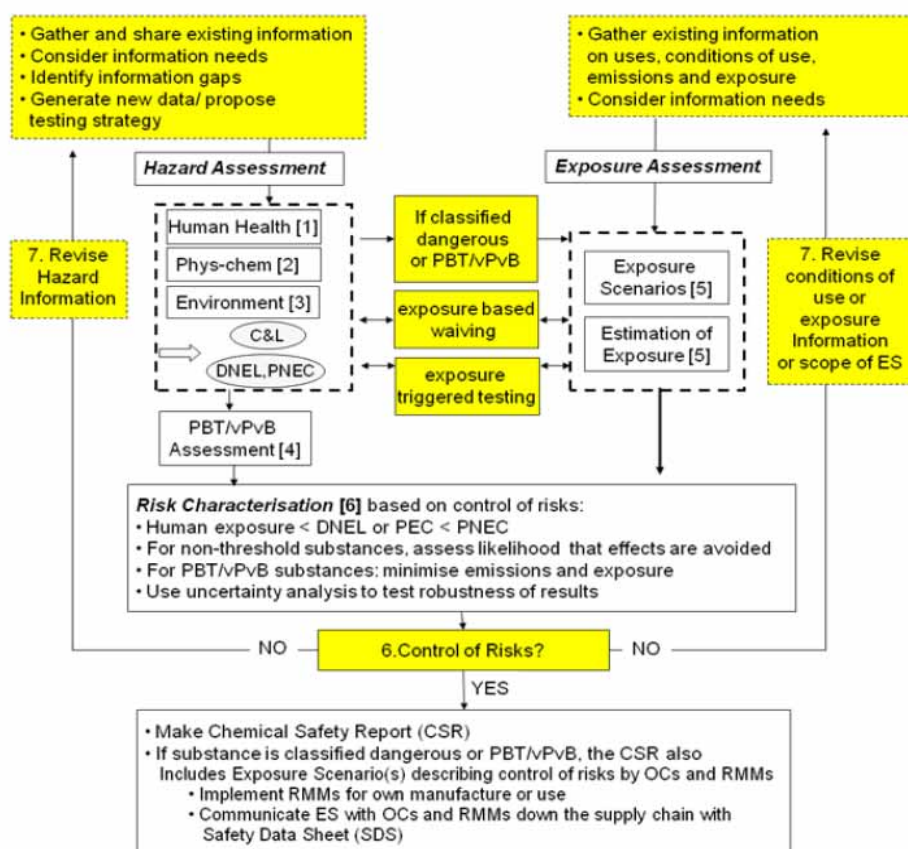 • Gather and share existing information
• Consider information needs
• Identify information gaps
• Generate new data/ propose
testing strategy
• Gather existing information
on uses, conditions of use,
emissions and exposure
• Consider information needs
Hazard Assessment
Exposure Assessment
7. Revise
Hazard
Information
Human Health [1]
Phys-chem [2]
Environment [3]
C&L
DNEL,PNEC
If classified
dangerous
or PBT/vPvB
exposure based
waiving
exposure
triggered testing
Exposure
Scenarios [5]
Estimation of
Exposure [5]
7. Revise
conditions of
use or
exposure
Information
or scope of ES
PBT/vPvB
Assessment [4]
Risk Characterisation [6] based on control of risks:
• Human exposure < DNEL or PEC < PNEC
• For non-threshold substances, assess likelihood that effects are avoided
• For PBT/vPvB substances: minimise emissions and exposure
• Use uncertainty analysis to test robustness of results
NO
6.Control of Risks?
NO
YES
• Make Chemical Safety Report (CSR)
• If substance is classified dangerous or PBT/vPvB, the CSR also
Includes Exposure Scenario(s) describing control of risks by OCs and RMMs
• Implement RMMs for own manufacture or use
• Communicate ES with OCs and RMMs down the supply chain with
Safety Data Sheet (SDS)